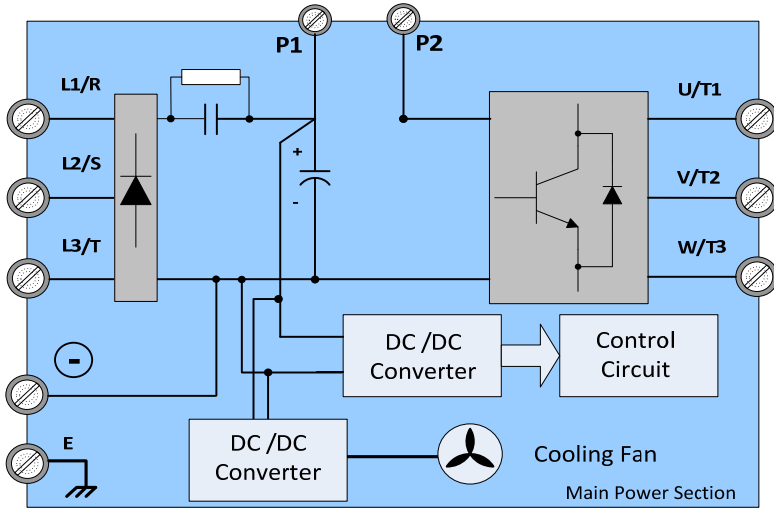 P1
P2
L1/R
U/T1
L2/S
+
V/T2
-
L3/T
W/T3
-
DC /DC
Converter
Control
Circuit
E
DC /DC
Converter
Cooling Fan
Main Power Section